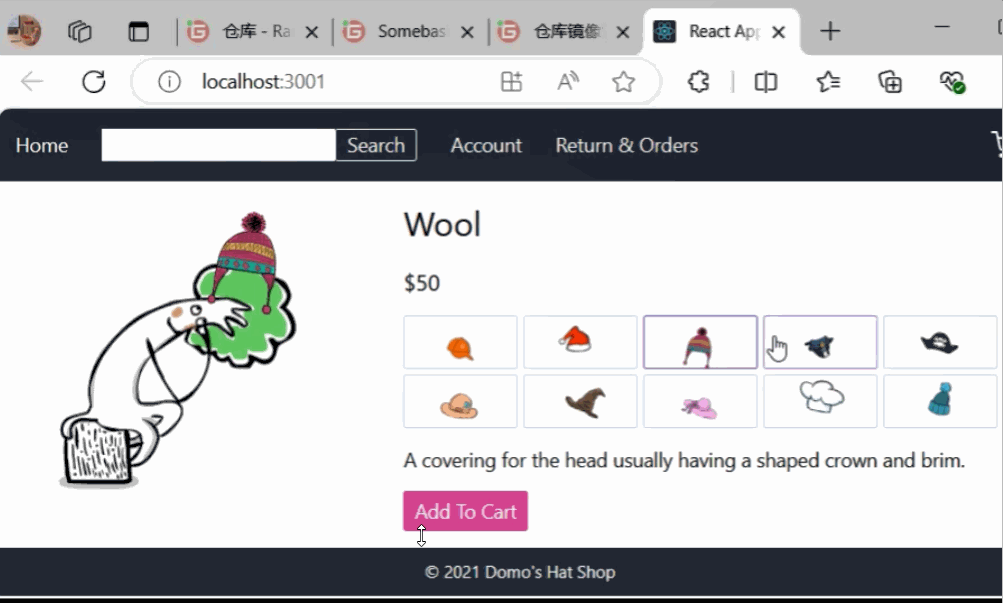 仓库 - Ra
Somebas
仓库镜像
React App
localhost:3001
Home
Search
Account
Return & Orders
Wool
$50
A covering for the head usually having a shaped crown and brim.
Add To Cart
© 2021 Domo's Hat Shop